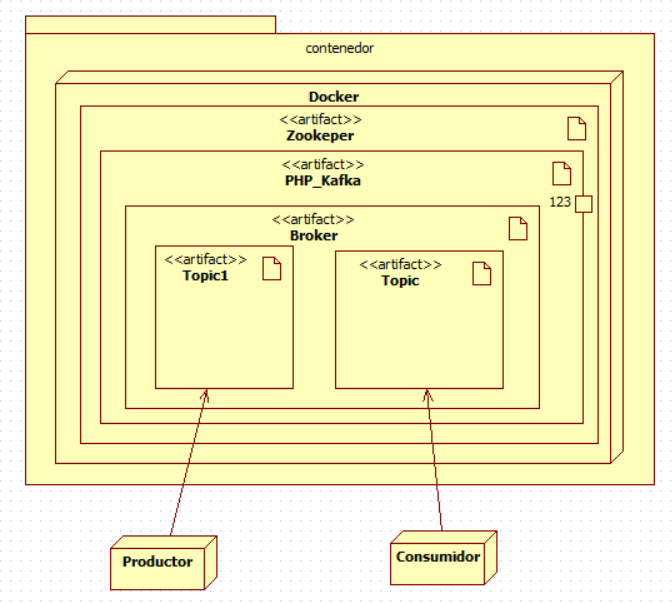 contenedor
Docker
<<artifact>>
Zookeper
<<artifact>>
PHP_Kafka
123
<<artifact>>
Broker
<<artifact>>
Topic1
<<artifact>>
Topic
Productor
Consumidor